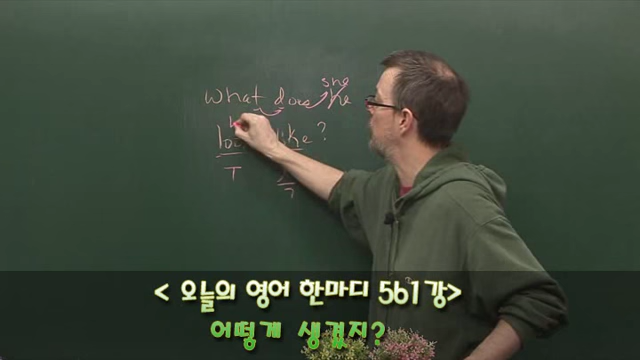 she
what does he
look like?
T
< 오늘의 영어 한마디 561강>
어떻게 생겼지?